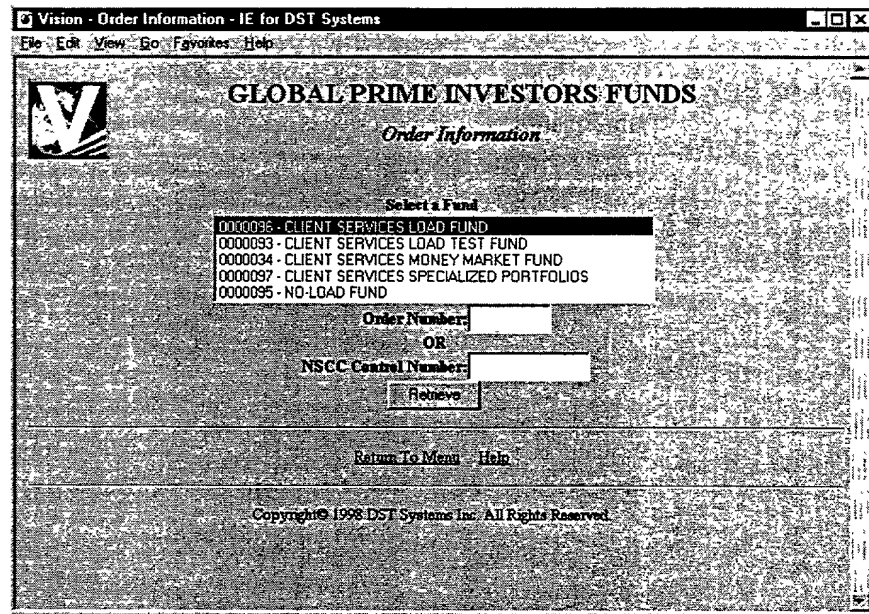 Vision - Order Information - IE for DST Systems
File Edit View Go Favorites Help
GLOBAL PRIME INVESTORS FUNDS
Order Information
Select a Fund
0000096 - CLIENT SERVICES LOAD FUND
0000093 - CLIENT SERVICES LOAD TEST FUND
0000034 - CLIENT SERVICES MONEY MARKET FUND
0000097 - CLIENT SERVICES SPECIALIZED PORTFOLIOS
0000095 - NO-LOAD FUND
Order Number:
OR
NSCC Control Number:
Retrieve
Return To Menu Help
Copyright© 1998 DST Systems Inc. All Rights Reserved.